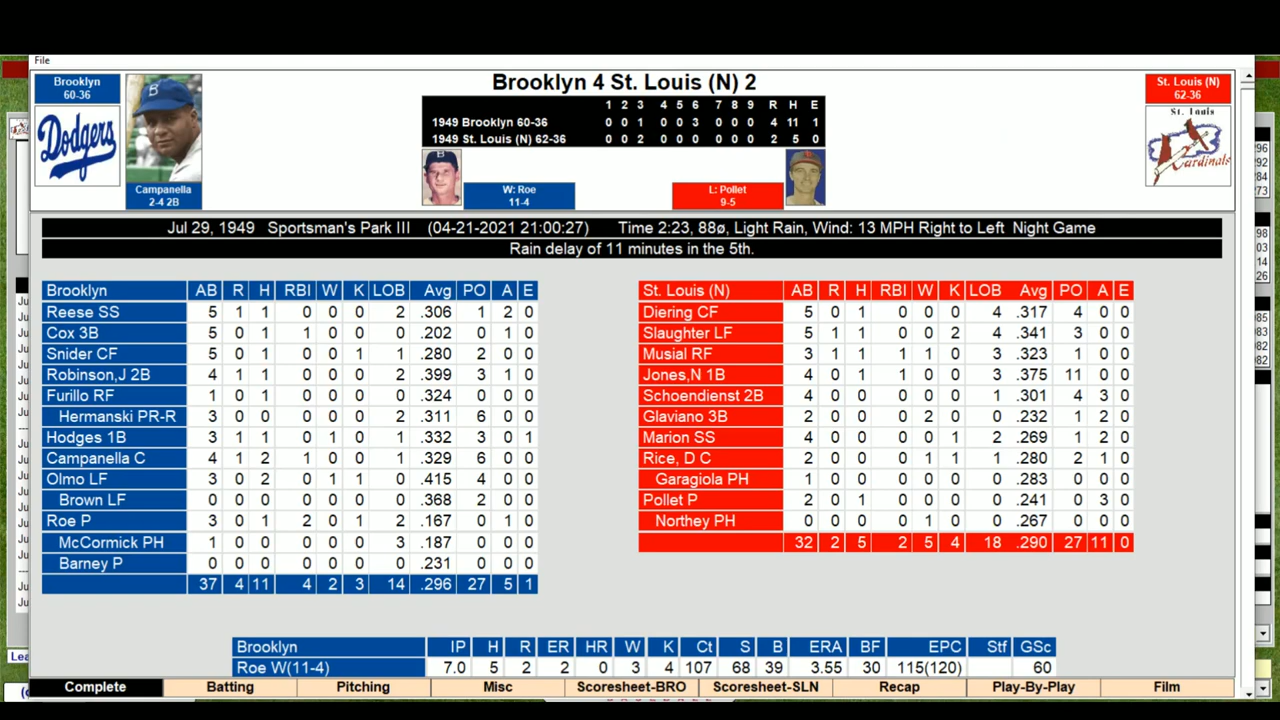 File
Brooklyn
60-36
Dodgers
Campanella
2-4 2B
Brooklyn 4 St. Louis (N) 2
1 2 3 4 5 6 7 8 9 R H E
1949 Brooklyn 60-36 0 0 1 0 0 3 0 0 0 4 11 1
1949 St. Louis (N) 62-36 0 0 2 0 0 0 0 0 0 2 5 0
W: Roe
11-4
L: Pollet
9-5
St. Louis (N)
62-36
St. Louis
Cardinals
Jul 29, 1949 Sportsman's Park III (04-21-2021 21:00:27) Time 2:23, 88ø, Light Rain, Wind: 13 MPH Right to Left Night Game
Rain delay of 11 minutes in the 5th.
Brooklyn AB R H RBI W K LOB Avg PO A E
Reese SS 5 1 1 0 0 0 2 .306 1 2 0
Cox 3B 5 0 1 1 0 0 0 .202 0 1 0
Snider CF 5 0 1 0 0 1 1 .280 2 0 0
Robinson,J 2B 4 1 1 0 0 0 2 .399 3 1 0
Furillo RF 1 0 1 0 0 0 0 .324 0 0 0
Hermanski PR-R 3 0 0 0 0 0 2 .311 6 0 0
Hodges 1B 3 1 1 0 1 0 1 .332 3 0 1
Campanella C 4 1 2 1 0 0 1 .329 6 0 0
Olmo LF 3 0 2 0 1 1 0 .415 4 0 0
Brown LF 0 0 0 0 0 0 0 .368 2 0 0
Roe P 3 0 1 2 0 1 2 .167 0 1 0
McCormick PH 1 0 0 0 0 0 3 .187 0 0 0
Barney P 0 0 0 0 0 0 0 .231 0 0 0
37 4 11 4 2 3 14 .296 27 5 1
St. Louis (N) AB R H RBI W K LOB Avg PO A E
Diering CF 5 0 1 0 0 0 4 .317 4 0 0
Slaughter LF 5 1 1 0 0 2 4 .341 3 0 0
Musial RF 3 1 1 1 1 0 3 .323 1 0 0
Jones,N 1B 4 0 1 1 0 0 3 .375 11 0 0
Schoendienst 2B 4 0 0 0 0 0 1 .301 4 3 0
Glaviano 3B 2 0 0 0 2 0 0 .232 1 2 0
Marion SS 4 0 0 0 0 1 2 .269 1 2 0
Rice, D C 2 0 0 0 1 1 1 .280 2 1 0
Garagiola PH 1 0 0 0 0 0 0 .283 0 0 0
Pollet P 2 0 1 0 0 0 0 .241 0 3 0
Northey PH 0 0 0 0 1 0 0 .267 0 0 0
32 2 5 2 5 4 18 .290 27 11 0
Brooklyn IP H R ER HR W K Ct S B ERA BF EPC Stf GSc
Roe W(11-4) 7.0 5 2 2 0 3 4 107 68 39 3.55 30 115(120) 60
Complete Batting Pitching Misc Scoresheet-BRO Scoresheet-SLN Recap Play-By-Play Film